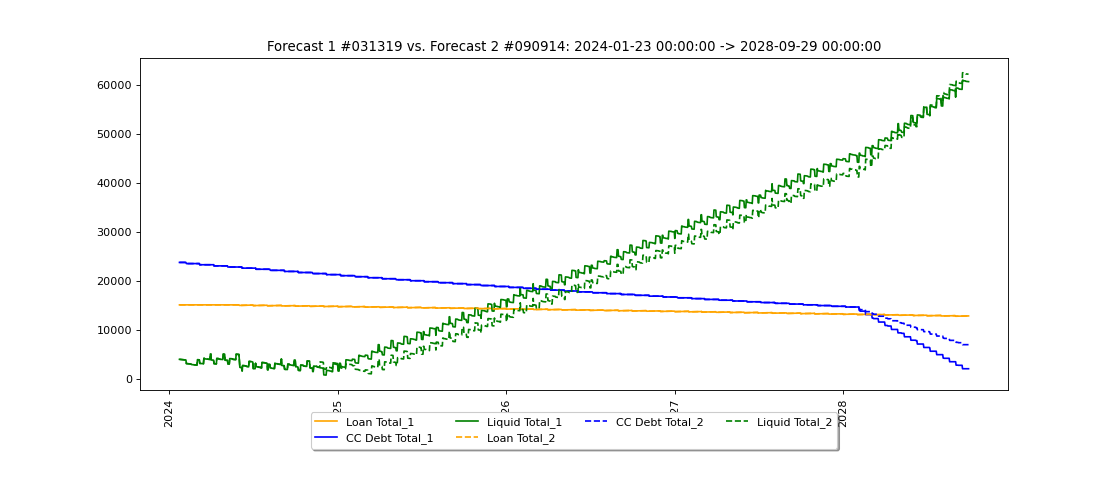 Forecast 1 #031319 vs. Forecast 2 #090914: 2024-01-23 00:00:00 -> 2028-09-29 00:00:00
60000
50000
40000
30000
20000
10000
0
2024
25
26
27
2028
Loan Total_1
Liquid Total_1
CC Debt Total_2
Liquid Total_2
CC Debt Total_1
Loan Total_2